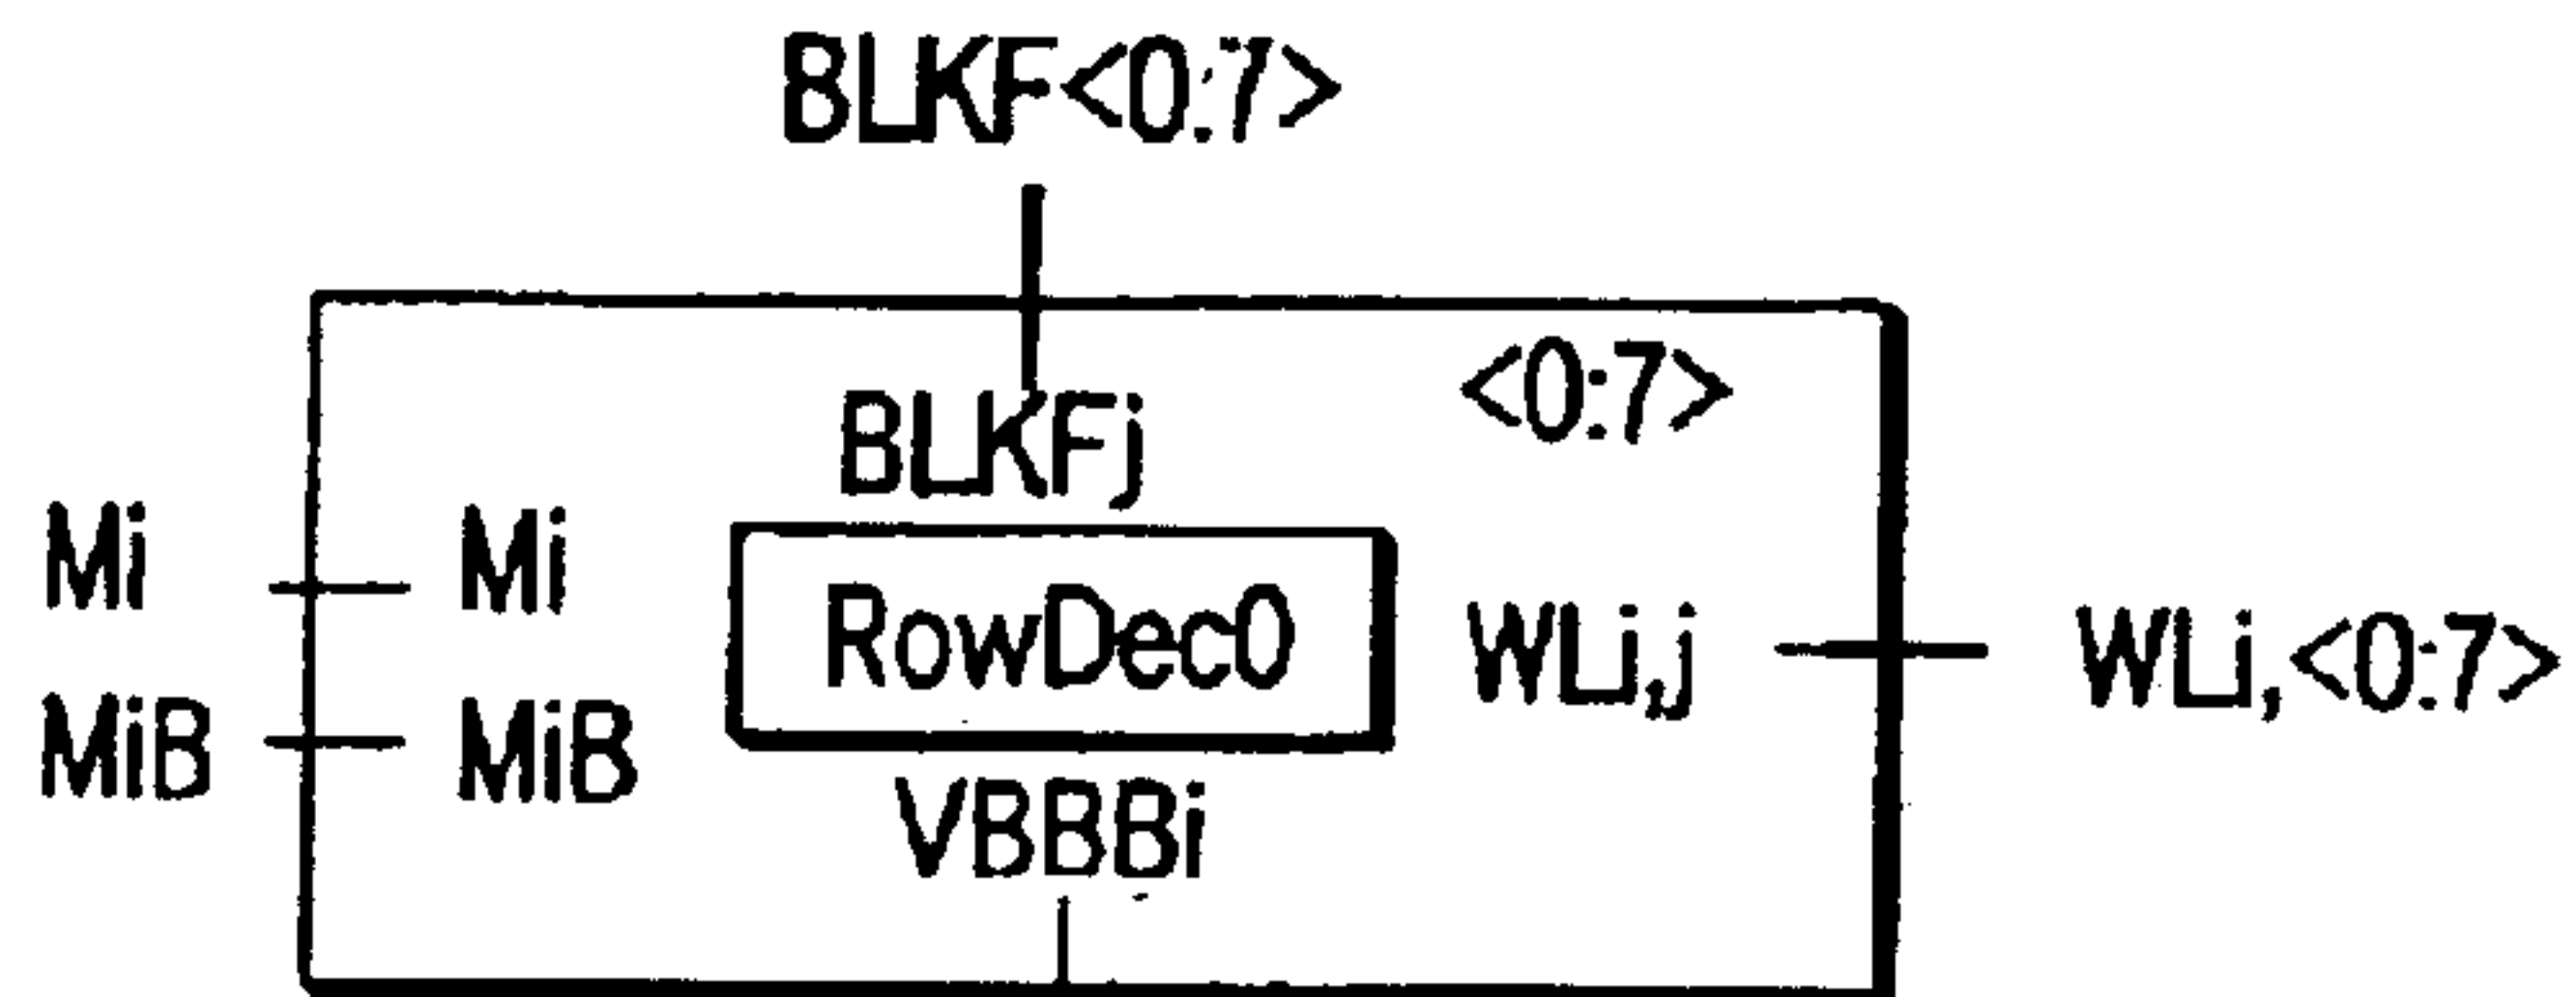 BLKF<0:7>
<0:7>
BLKFj
Mi Mi RowDec0 WLi,j WLi,<0:7>
MiB MiB
VBBBi